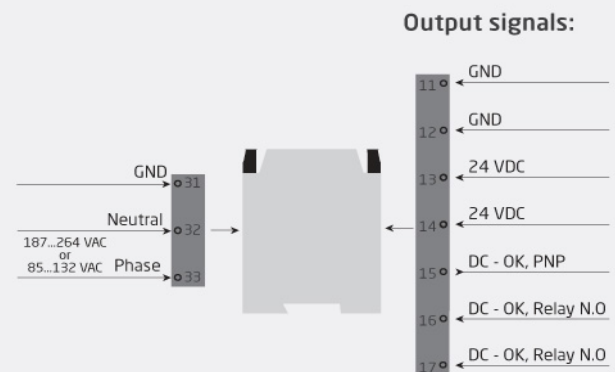 Output signals:
11 GND
12 GND
13 24 VDC
14 24 VDC
15 DC - OK, PNP
16 DC - OK, Relay N.O
17 DC - OK, Relay N.O
GND 31
Neutral 32
187...264 VAC
or
85...132 VAC
Phase 33